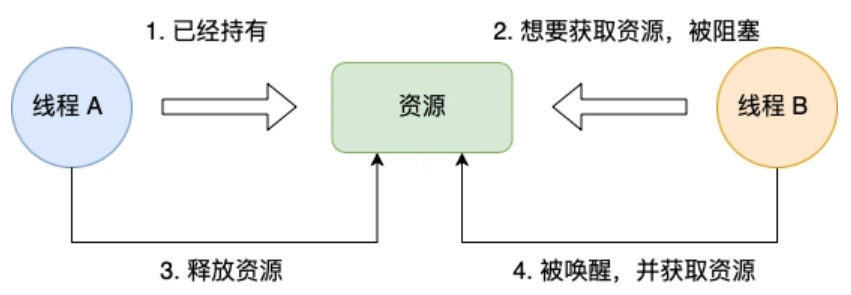 1. 已经持有
2. 想要获取资源，被阻塞
线程 A
资源
线程 B
3. 释放资源
4. 被唤醒，并获取资源